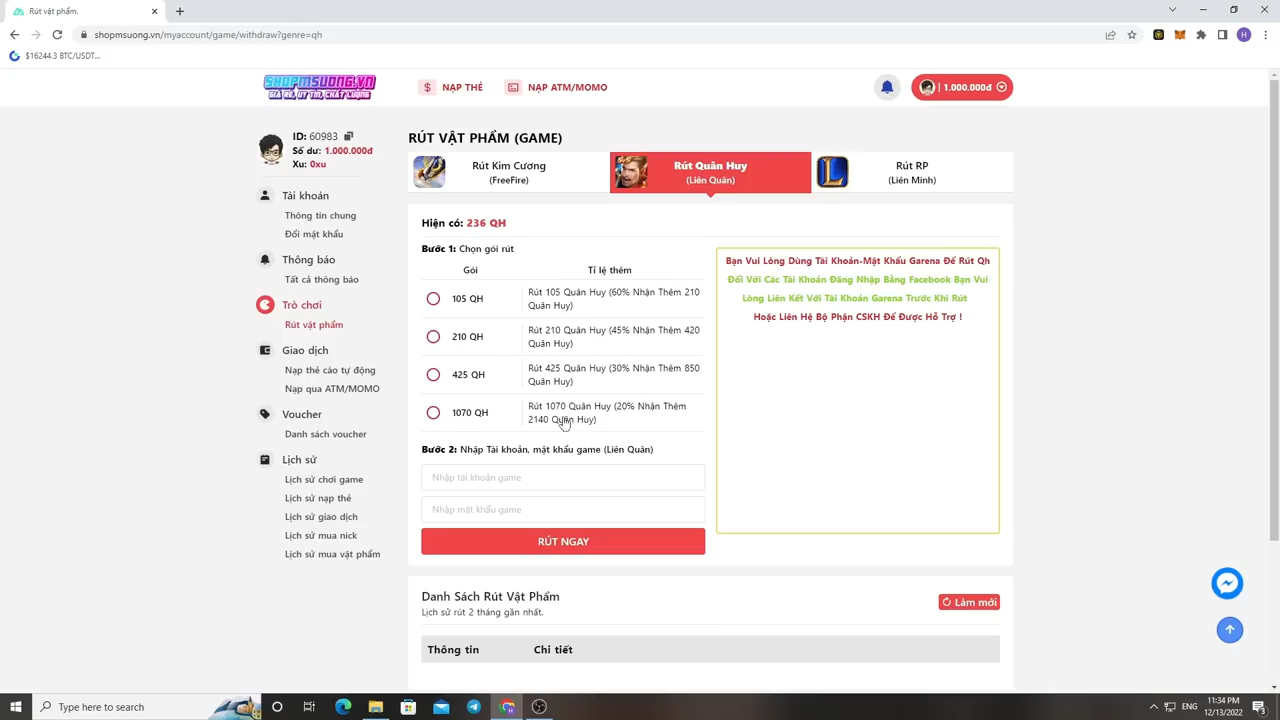 Rút vật phẩm.
shopmsuong.vn/myaccount/game/withdraw?genre=qh
H
$16244.3 BTC/USDT...
SHOPMSUONG.VN
GIÁ RẺ, UY TÍN, CHẤT LƯỢNG
$ NẠP THẺ
NẠP ATM/MOMO
| 1.000.000đ
ID: 60983
Số dư: 1.000.000đ
Xu: 0xu
Tài khoản
Thông tin chung
Đổi mật khẩu
Thông báo
Tất cả thông báo
Trò chơi
Rút vật phẩm
Giao dịch
Nạp thẻ cào tự động
Nạp qua ATM/MOMO
Voucher
Danh sách voucher
Lịch sử
Lịch sử chơi game
Lịch sử nạp thẻ
Lịch sử giao dịch
Lịch sử mua nick
Lịch sử mua vật phẩm
RÚT VẬT PHẨM (GAME)
Rút Kim Cương
(FreeFire)
Rút Quân Huy
(Liên Quân)
L
Rút RP
(Liên Minh)
Hiện có: 236 QH
Bước 1: Chọn gói rút
Gói Tỉ lệ thêm
105 QH
Rút 105 Quân Huy (60% Nhận Thêm 210
Quân Huy)
210 QH
Rút 210 Quân Huy (45% Nhận Thêm 420
Quân Huy)
425 QH
Rút 425 Quân Huy (30% Nhận Thêm 850
Quân Huy)
1070 QH
Rút 1070 Quân Huy (20% Nhận Thêm
2140 Quân Huy)
Bước 2: Nhập Tài khoản, mật khẩu game (Liên Quân)
Nhập tài khoản game
Nhập mật khẩu game
RÚT NGAY
Bạn Vui Lòng Dùng Tài Khoản-Mật Khẩu Garena Để Rút Qh
Đối Với Các Tài Khoản Đăng Nhập Bằng Facebook Bạn Vui
Lòng Liên Kết Với Tài Khoản Garena Trước Khi Rút
Hoặc Liên Hệ Bộ Phận CSKH Để Được Hỗ Trợ !
Danh Sách Rút Vật Phẩm
Lịch sử rút 2 tháng gần nhất.
Làm mới
Thông tin Chi tiết
Type here to search
11:34 PM
12/13/2022
3